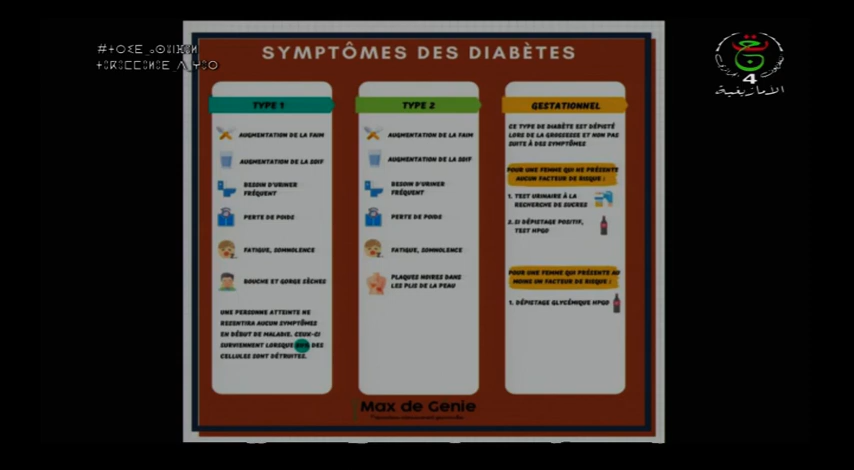 SYMPTÔMES DES DIABÈTES
TYPE 1
AUGMENTATION DE LA FAIM
AUGMENTATION DE LA SOIF
BESOIN D'URINER
FRÉQUENT
PERTE DE POIDS
FATIGUE, SOMNOLENCE
BOUCHE ET GORGE SÈCHES
UNE PERSONNE ATTEINTE NE
RESSENTIRA AUCUN SYMPTÔMES
EN DÉBUT DE MALADIE. CEUX-CI
SURVIENNENT LORSQUE DES
CELLULES SONT DÉTRUITES.
TYPE 2
AUGMENTATION DE LA FAIM
AUGMENTATION DE LA SOIF
BESOIN D'URINER
FRÉQUENT
PERTE DE POIDS
FATIGUE, SOMNOLENCE
PLAQUES NOIRES DANS
LES PLIS DE LA PEAU
GESTATIONNEL
CE TYPE DE DIABÈTE EST DÉPISTÉ
LORS DE LA GROSSESSE ET NON PAS
SUITE À DES SYMPTÔMES
POUR UNE FEMME QUI NE PRÉSENTE
AUCUN FACTEUR DE RISQUE :
1. TEST URINAIRE À LA
RECHERCHE DE SUCRES
2. SI DÉPISTAGE POSITIF,
TEST HPGO
POUR UNE FEMME QUI PRÉSENTE AU
MOINS UN FACTEUR DE RISQUE :
1. DÉPISTAGE GLYCÉMIQUE HPGO
Max de Genie
4
الأمازيغية